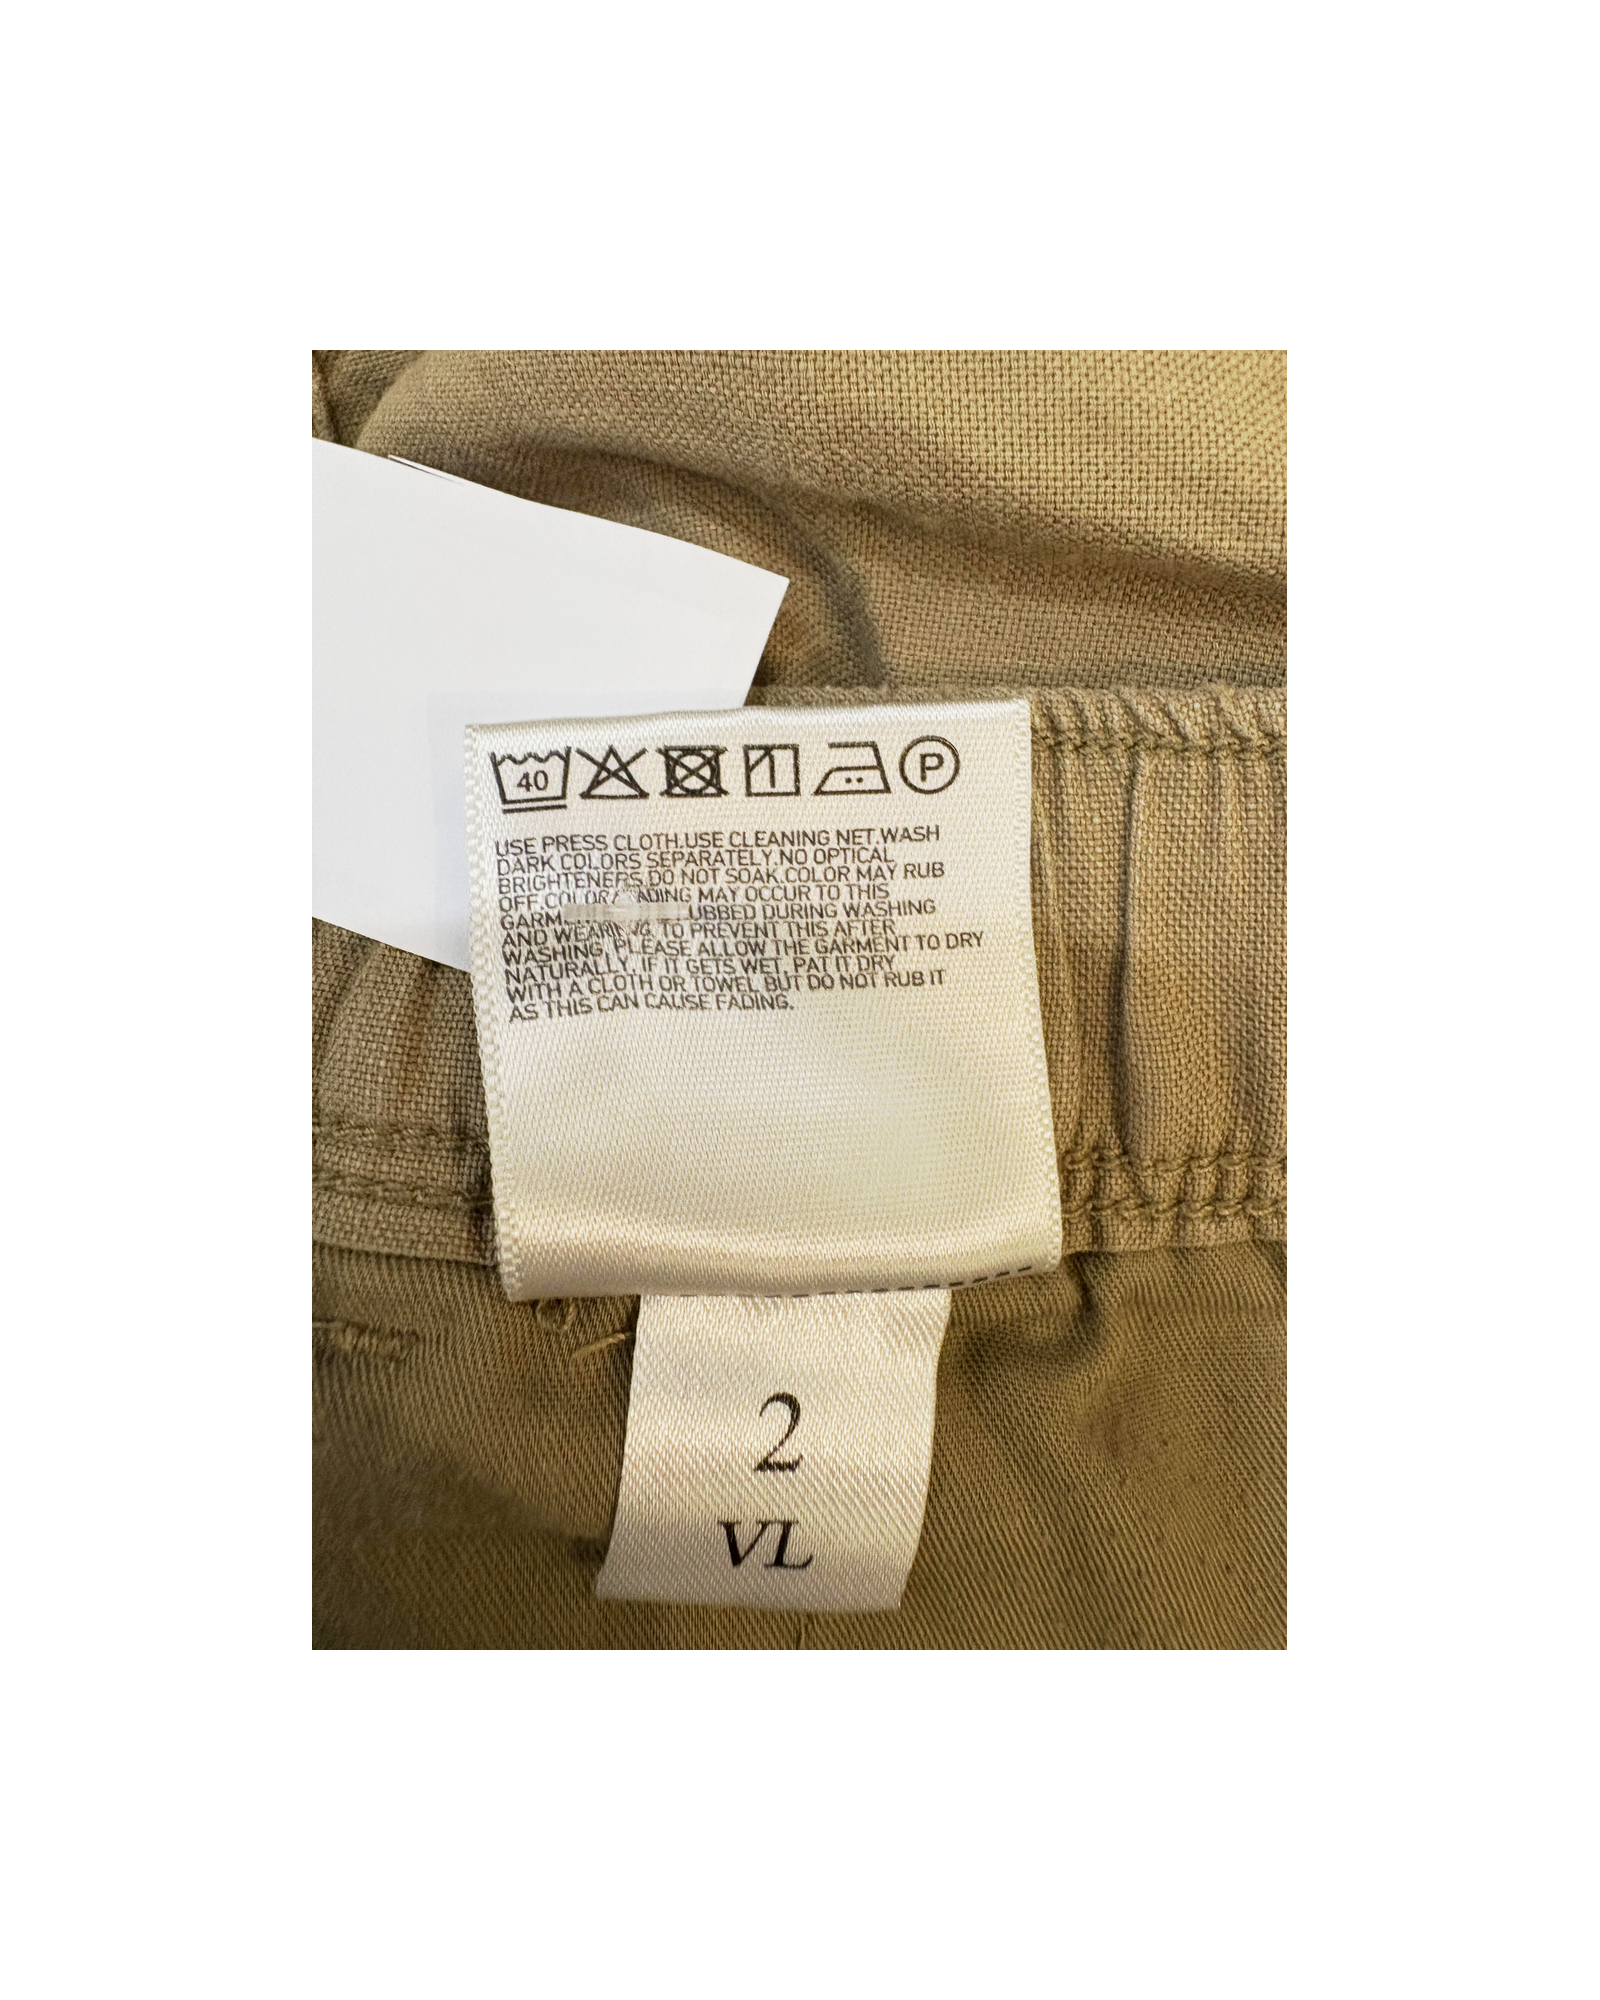 40 P
USE PRESS CLOTH.USE CLEANING NET.WASH
DARK COLORS SEPARATELY.NO OPTICAL
BRIGHTENERS.DO NOT SOAK.COLOR MAY RUB
OFF.COLOR FADING MAY OCCUR TO THIS
DURING WASHING
AND WEARING. TO PREVENT THIS AFTER
WASHING, PLEASE ALLOW THE GARMENT TO DRY
NATURALLY. IF IT GETS WET, PAT IT DRY
WITH A CLOTH OR TOWEL BUT DO NOT RUB IT
AS THIS CAN CAUSE FADING.
2
VL